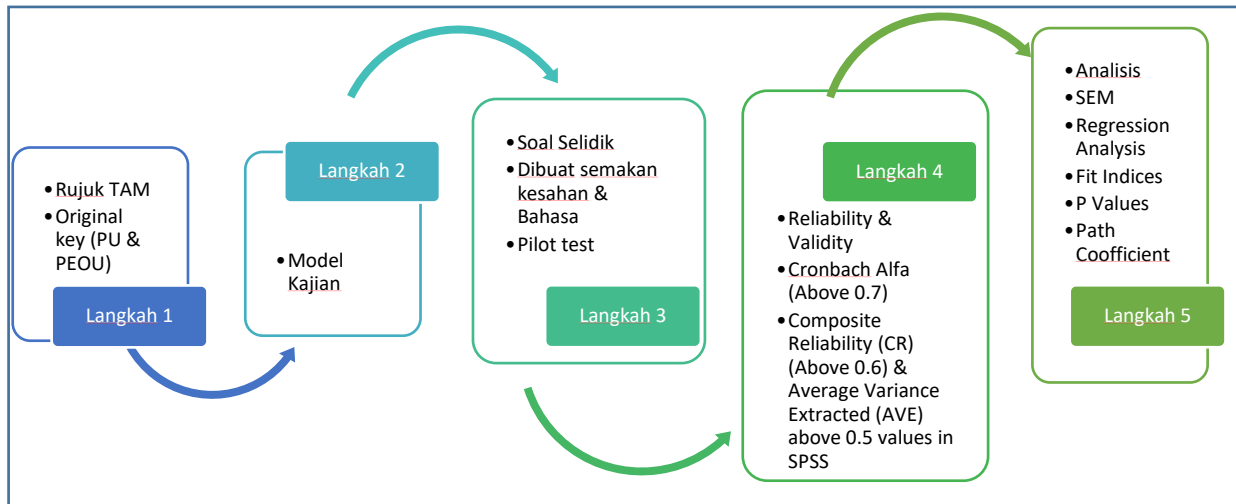 •Rujuk TAM
•Original
key (PU &
PEOU)
Langkah 1
Langkah 2
•Model
Kajian
•Soal Selidik
•Dibuat semakan
kesahan &
Bahasa
•Pilot test
Langkah 3
Langkah 4
•Reliability &
Validity
•Cronbach Alfa
(Above 0.7)
•Composite
Reliability (CR)
(Above 0.6) &
Average Variance
Extracted (AVE)
above 0.5 values in
SPSS
•Analisis
•SEM
•Regression
Analysis
•Fit Indices
•P Values
•Path
Coofficient
Langkah 5